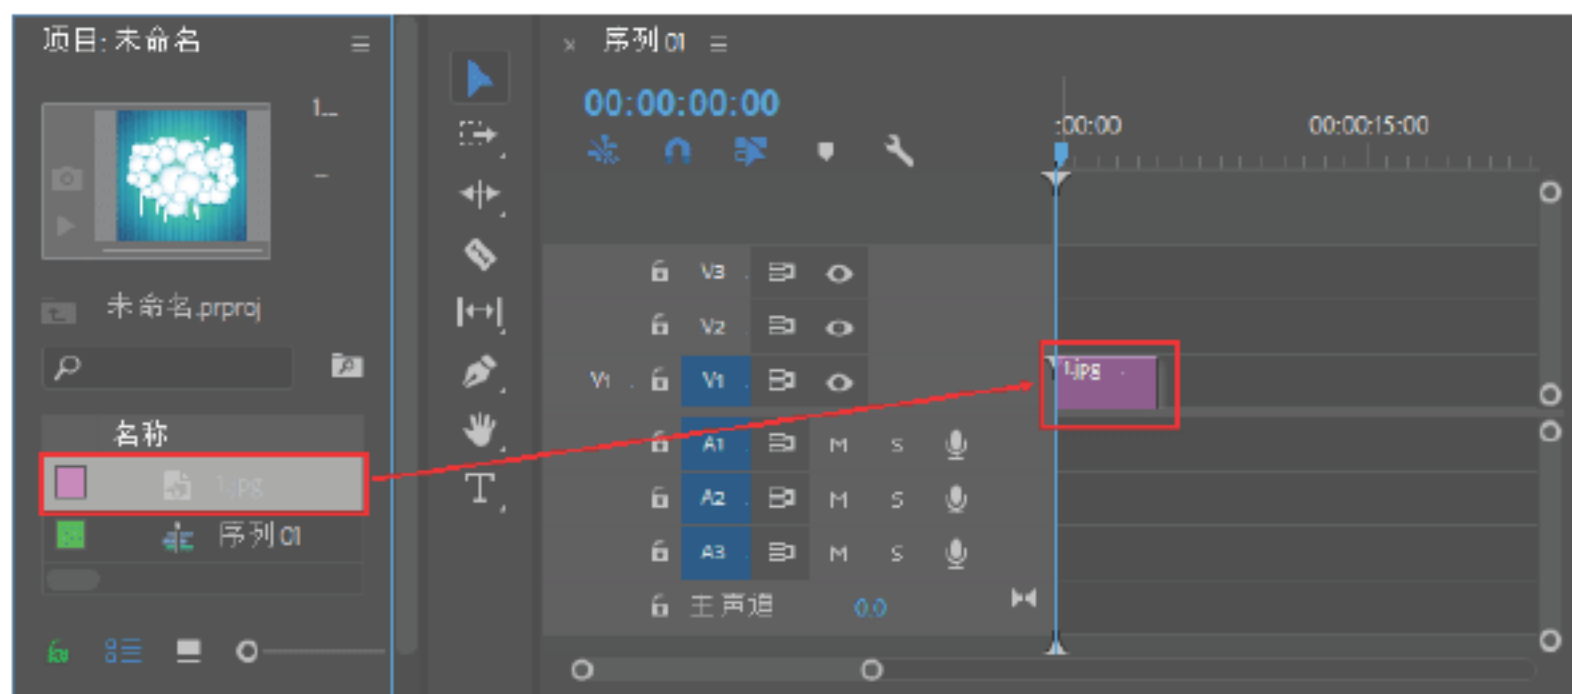 项目: 未命名
1...
未命名.prproj
名称
1.jpg
序列 01
T
× 序列 01
00:00:00:00
:00:00 00:00:15:00
V3
V2
V1 V1
1.jpg
A1 M S
A2 M S
A3 M S
主声道 0.0